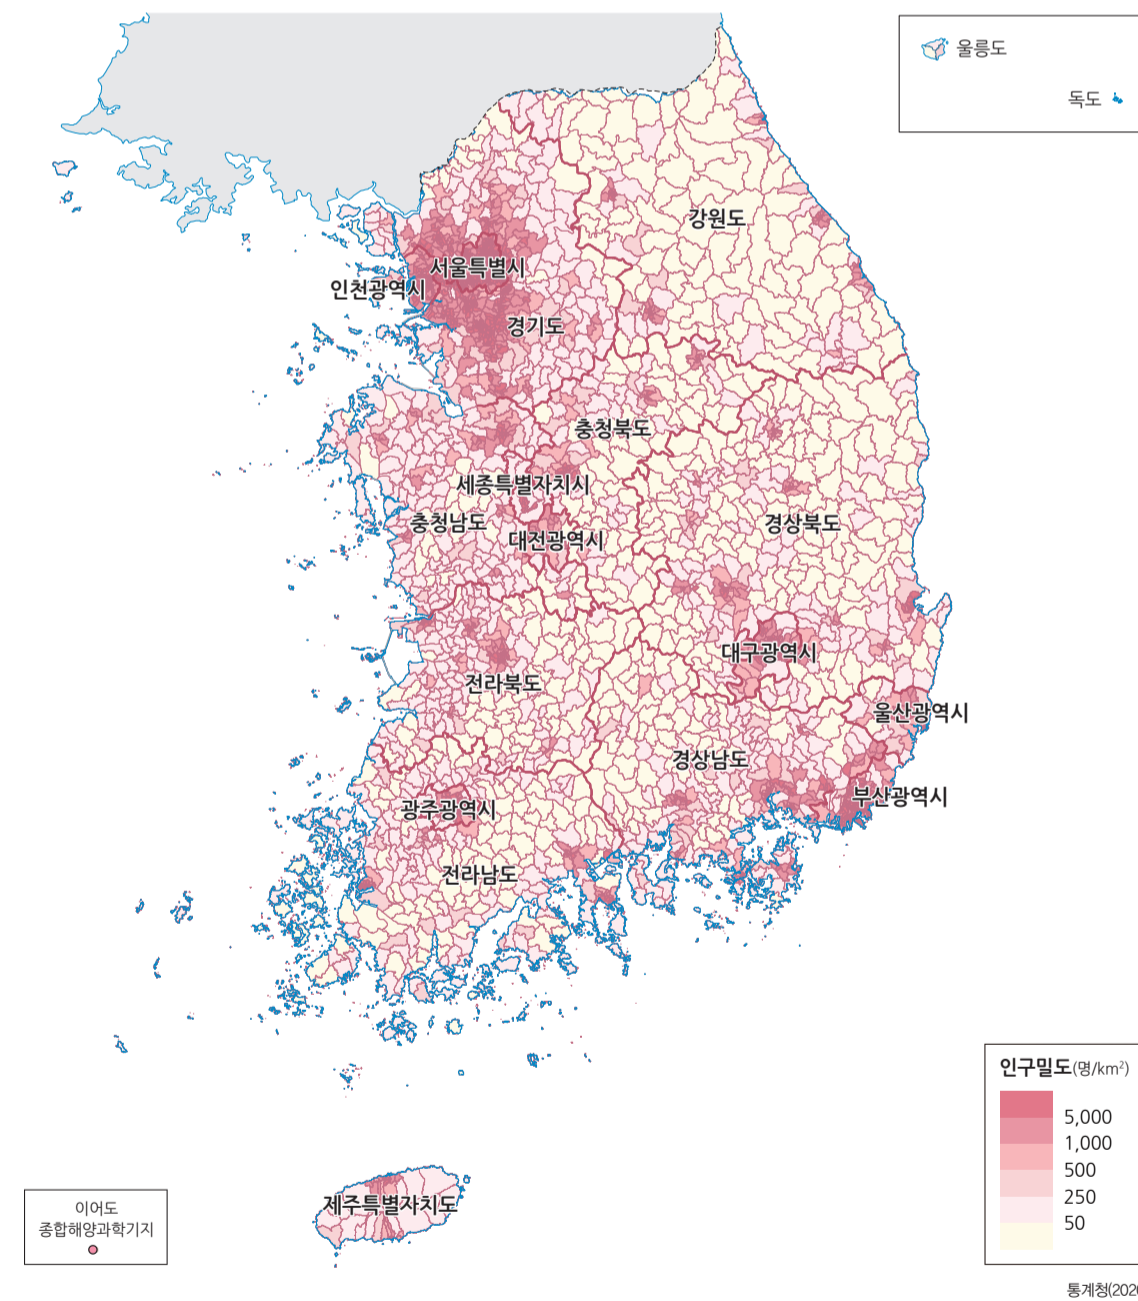 울릉도
독도
강원도
서울특별시
인천광역시
경기도
충청북도
세종특별자치시
충청남도
경상북도
대전광역시
대구광역시
전라북도
울산광역시
경상남도
부산광역시
광주광역시
전라남도
인구밀도(명/km²)
5,000
1,000
500
250
50
제주특별자치도
이어도
종합해양과학기지
통계청(202